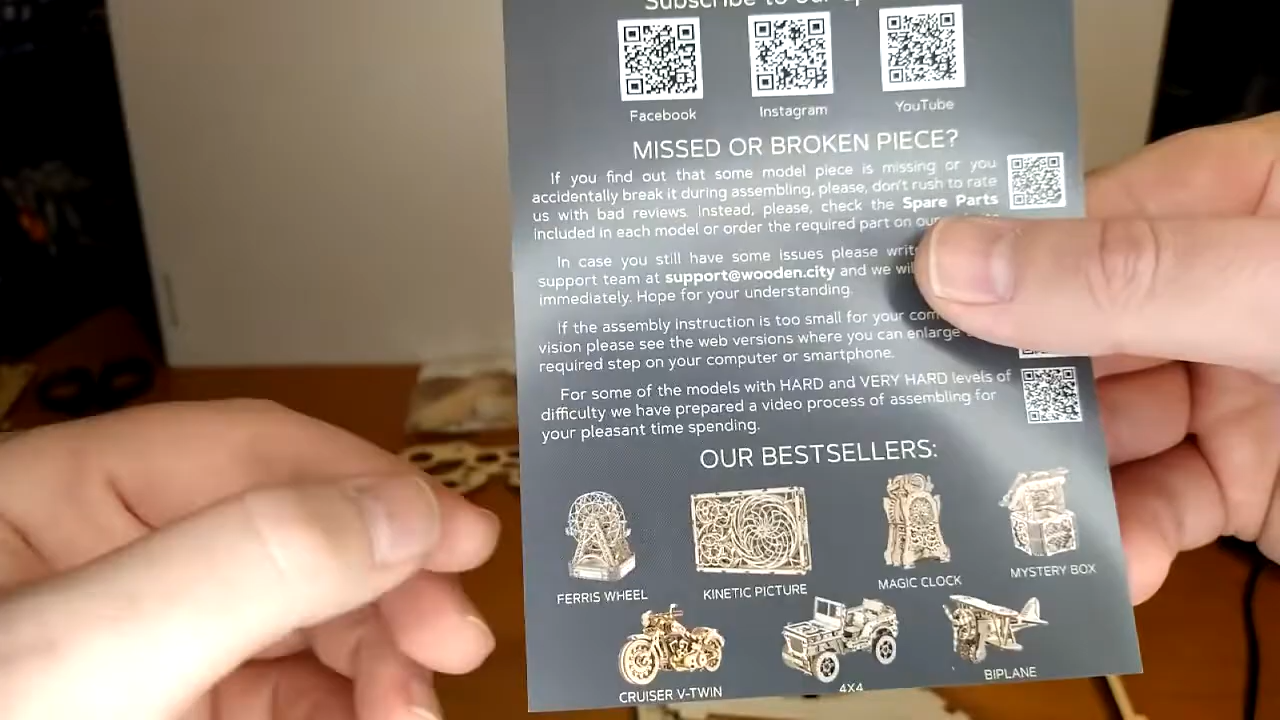 Subscribe to our
Facebook
Instagram
YouTube
MISSED OR BROKEN PIECE?
If you find out that some model piece is missing or you
accidentally break it during assembling, please, don't rush to rate
us with bad reviews. Instead, please, check the Spare Parts
included in each model or order the required part on our
In case you still have some issues please write
support team at support@wooden.city and we will
immediately. Hope for your understanding.
If the assembly instruction is too small for your
vision please see the web versions where you can enlarge
required step on your computer or smartphone.
For some of the models with HARD and VERY HARD levels of
difficulty we have prepared a video process of assembling for
your pleasant time spending.
OUR BESTSELLERS:
FERRIS WHEEL
KINETIC PICTURE
MAGIC CLOCK
MYSTERY BOX
CRUISER V-TWIN
4X4
BIPLANE